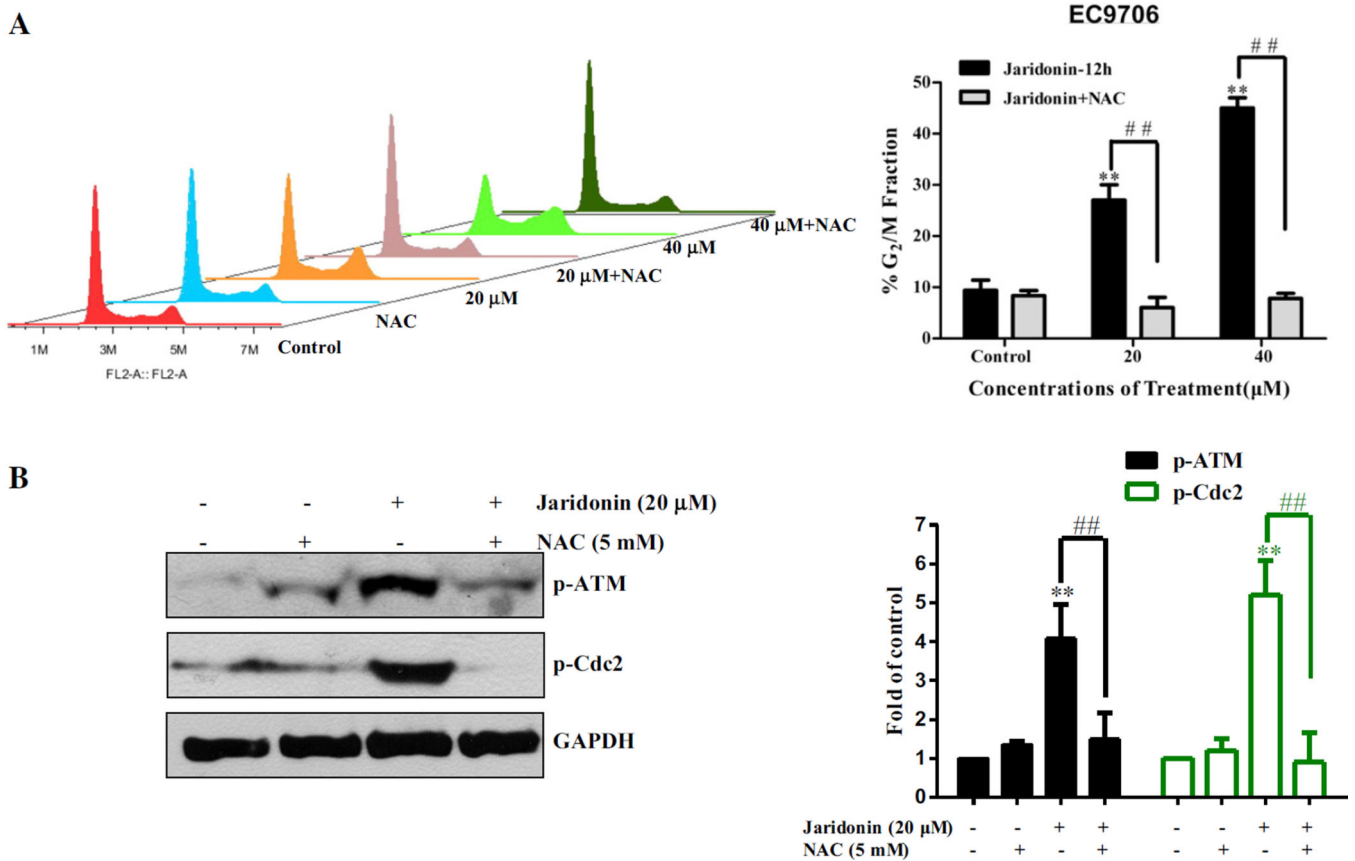 A
1M 3M 5M 7M
FL2-A:: FL2-A
Control
NAC
20 μM
20 μM+NAC
40 μM
40 μM+NAC
EC9706
Jaridonin-12h
Jaridonin+NAC
% G2/M Fraction
50
40
30
20
10
0
** ##
** ##
Control 20 40
Concentrations of Treatment(μM)
B
- - + + Jaridonin (20 μM)
- + - + NAC (5 mM)
p-ATM
p-Cdc2
GAPDH
p-ATM
p-Cdc2
Fold of control
7
6
5
4
3
2
1
0
** ##
** ##
Jaridonin (20 μM) - - + + - - + +
NAC (5 mM) - + - + - + - +